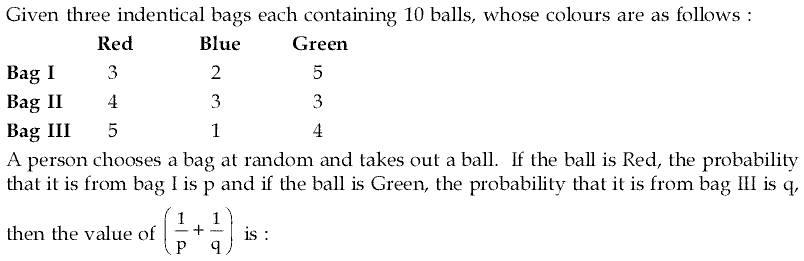 Given three indentical bags each containing 10 balls, whose colours are as follows :
Red Blue Green
Bag I 3 2 5
Bag II 4 3 3
Bag III 5 1 4
A person chooses a bag at random and takes out a ball. If the ball is Red, the probability
that it is from bag I is p and if the ball is Green, the probability that it is from bag III is q,
then the value of (1/p + 1/q) is :